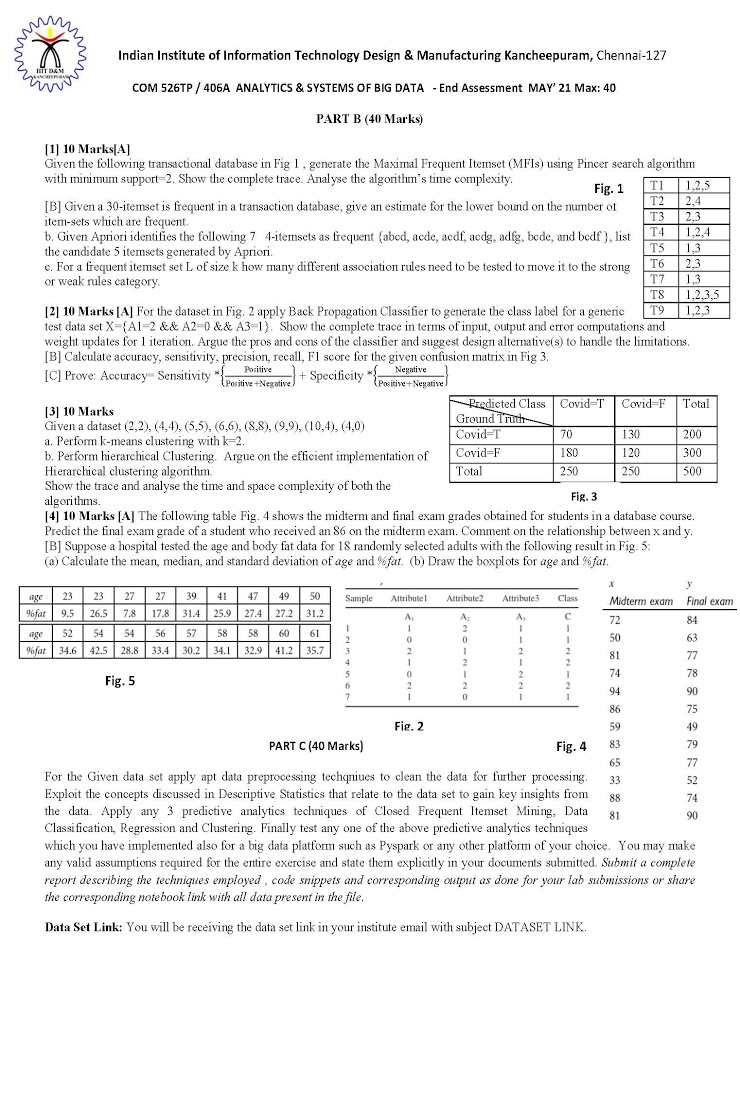 IIIT D&M
KANCHEEPURAM
Indian Institute of Information Technology Design & Manufacturing Kancheepuram, Chennai-127
COM 526TP / 406A ANALYTICS & SYSTEMS OF BIG DATA - End Assessment MAY' 21 Max: 40
PART B (40 Marks)
[1] 10 Marks[A]
Given the following transactional database in Fig 1 , generate the Maximal Frequent Itemset (MFIs) using Pincer search algorithm
with minimum support=2. Show the complete trace. Analyse the algorithm's time complexity.
Fig. 1
T1 1,2,5
T2 2,4
T3 2,3
T4 1,2,4
T5 1,3
T6 2,3
T7 1,3
T8 1,2,3,5
T9 1,2,3
[B] Given a 30-itemset is frequent in a transaction database, give an estimate for the lower bound on the number of
item-sets which are frequent.
b. Given Apriori identifies the following 7 4-itemsets as frequent {abcd, acde, acdf, acdg, adfg, bcde, and bcdf }, list
the candidate 5 itemsets generated by Apriori.
c. For a frequent itemset set L of size k how many different association rules need to be tested to move it to the strong
or weak rules category.
[2] 10 Marks [A] For the dataset in Fig. 2 apply Back Propagation Classifier to generate the class label for a generic
test data set X={A1=2 && A2=0 && A3=1}. Show the complete trace in terms of input, output and error computations and
weight updates for 1 iteration. Argue the pros and cons of the classifier and suggest design alternative(s) to handle the limitations.
[B] Calculate accuracy, sensitivity, precision, recall, F1 score for the given confusion matrix in Fig 3.
[C] Prove: Accuracy= Sensitivity *{Positive / Positive+Negative} + Specificity *{Negative / Positive+Negative}
Predicted Class Covid=T Covid=F Total
Ground Truth
Covid=T 70 130 200
Covid=F 180 120 300
Total 250 250 500
Fig. 3
[3] 10 Marks
Given a dataset (2,2), (4,4), (5,5), (6,6), (8,8), (9,9), (10,4), (4,0)
a. Perform k-means clustering with k=2.
b. Perform hierarchical Clustering. Argue on the efficient implementation of
Hierarchical clustering algorithm.
Show the trace and analyse the time and space complexity of both the
algorithms.
[4] 10 Marks [A] The following table Fig. 4 shows the midterm and final exam grades obtained for students in a database course.
Predict the final exam grade of a student who received an 86 on the midterm exam. Comment on the relationship between x and y.
[B] Suppose a hospital tested the age and body fat data for 18 randomly selected adults with the following result in Fig. 5:
(a) Calculate the mean, median, and standard deviation of age and %fat. (b) Draw the boxplots for age and %fat.
age 23 23 27 27 39 41 47 49 50
%fat 9.5 26.5 7.8 17.8 31.4 25.9 27.4 27.2 31.2
age 52 54 54 56 57 58 58 60 61
%fat 34.6 42.5 28.8 33.4 30.2 34.1 32.9 41.2 35.7
Fig. 5
Sample Attribute1 Attribute2 Attribute3 Class
A₁ A₂ A₃ C
1 1 2 1 1
2 0 0 1 1
3 2 1 2 2
4 1 2 1 2
5 0 1 2 1
6 2 2 2 2
7 1 0 1 1
Fig. 2
x y
Midterm exam Final exam
72 84
50 63
81 77
74 78
94 90
86 75
59 49
83 79
65 77
33 52
88 74
81 90
Fig. 4
PART C (40 Marks)
For the Given data set apply apt data preprocessing techqniues to clean the data for further processing.
Exploit the concepts discussed in Descriptive Statistics that relate to the data set to gain key insights from
the data. Apply any 3 predictive analytics techniques of Closed Frequent Itemset Mining, Data
Classification, Regression and Clustering. Finally test any one of the above predictive analytics techniques
which you have implemented also for a big data platform such as Pyspark or any other platform of your choice. You may make
any valid assumptions required for the entire exercise and state them explicitly in your documents submitted. Submit a complete
report describing the techniques employed , code snippets and corresponding output as done for your lab submissions or share
the corresponding notebook link with all data present in the file.
Data Set Link: You will be receiving the data set link in your institute email with subject DATASET LINK.